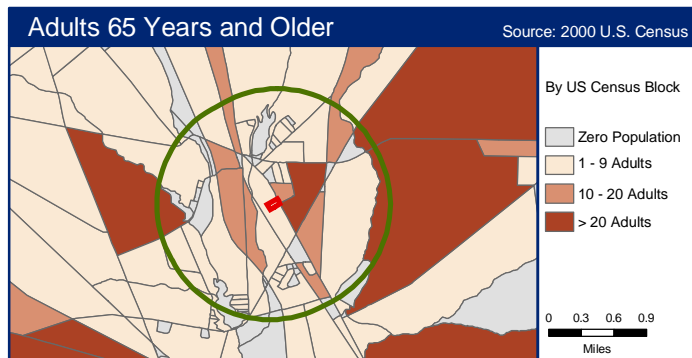 Adults 65 Years and Older
Source: 2000 U.S. Census
By US Census Block
Zero Population
1 - 9 Adults
10 - 20 Adults
> 20 Adults
0 0.3 0.6 0.9
Miles